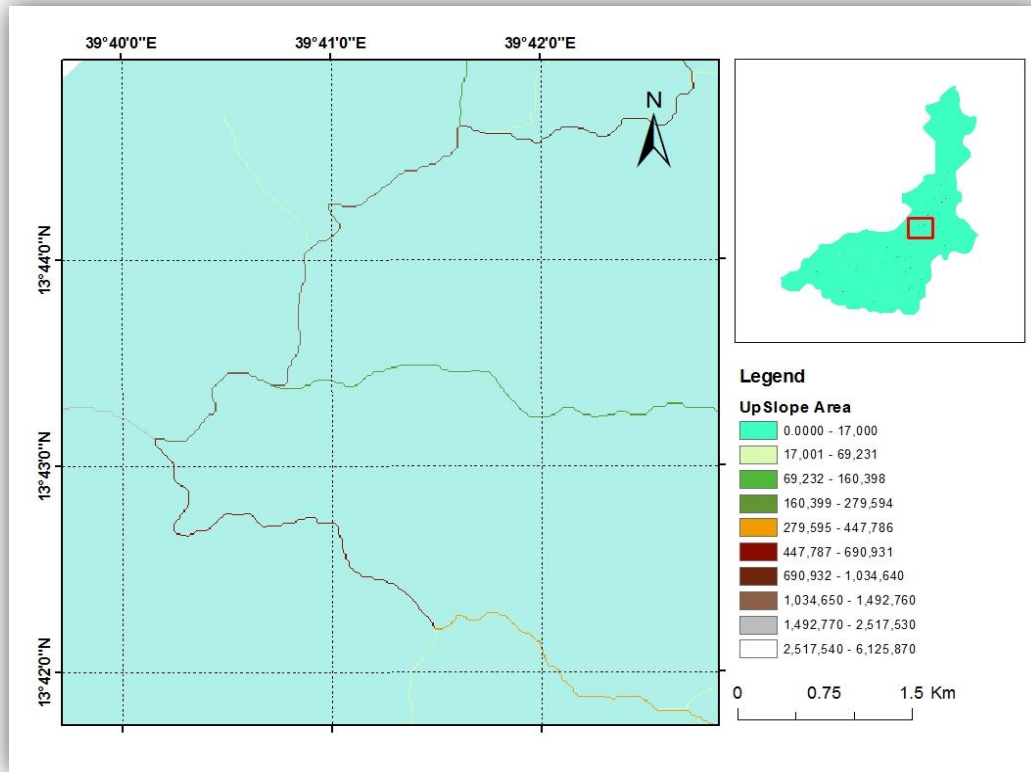 39°40'0"E 39°41'0"E 39°42'0"E
N
13°44'0"N
13°43'0"N
13°42'0"N
Legend
UpSlope Area
0.0000 - 17,000
17,001 - 69,231
69,232 - 160,398
160,399 - 279,594
279,595 - 447,786
447,787 - 690,931
690,932 - 1,034,640
1,034,650 - 1,492,760
1,492,770 - 2,517,530
2,517,540 - 6,125,870
0 0.75 1.5 Km